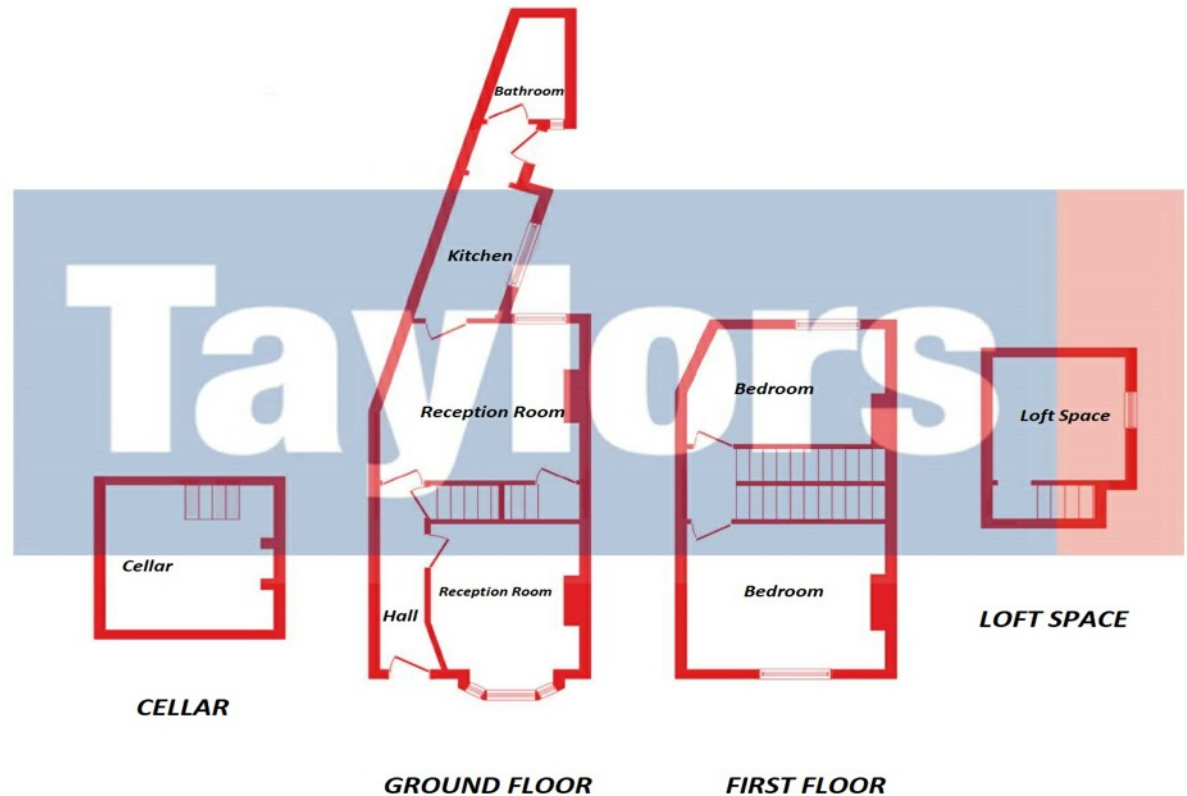 Bathroom
Kitchen
Taylors
Reception Room
Bedroom
Loft Space
Cellar
Hall
Reception Room
Bedroom
LOFT SPACE
CELLAR
GROUND FLOOR
FIRST FLOOR